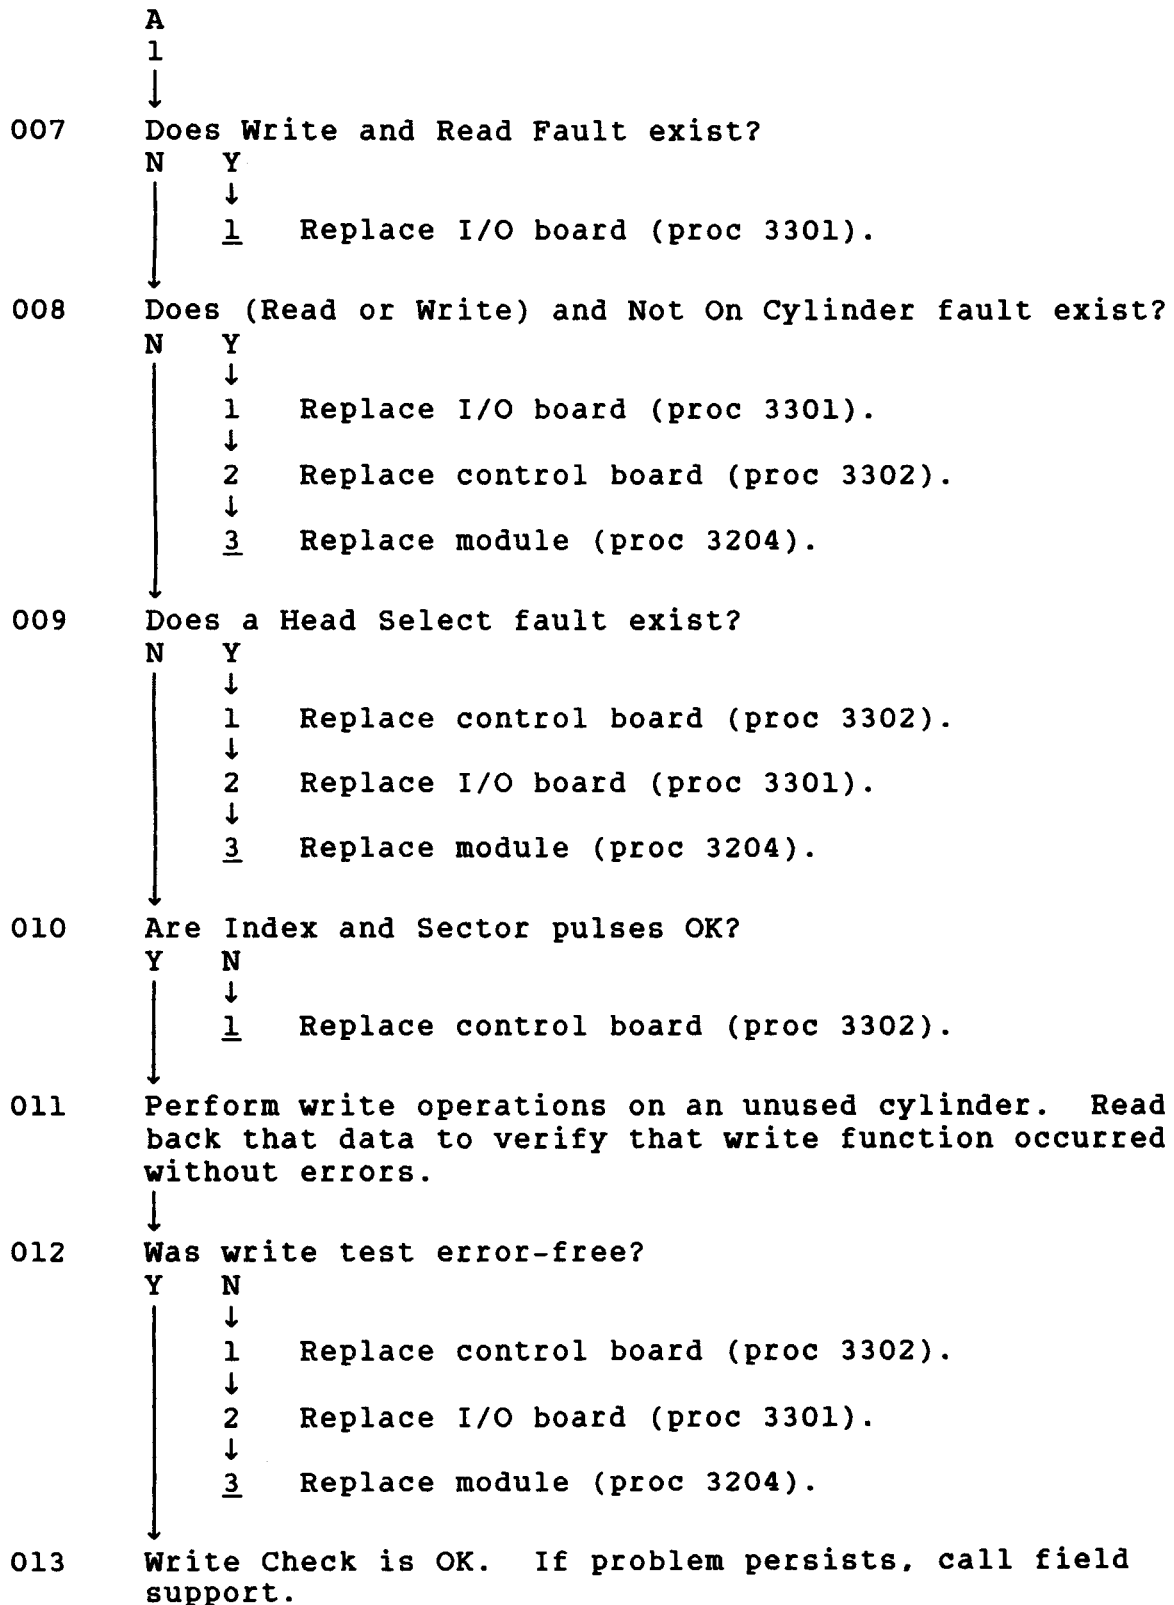 A
1
↓
007 Does Write and Read Fault exist?
N Y
↓
1 Replace I/O board (proc 3301).
008 Does (Read or Write) and Not On Cylinder fault exist?
N Y
↓
1 Replace I/O board (proc 3301).
↓
2 Replace control board (proc 3302).
↓
3 Replace module (proc 3204).
009 Does a Head Select fault exist?
N Y
↓
1 Replace control board (proc 3302).
↓
2 Replace I/O board (proc 3301).
↓
3 Replace module (proc 3204).
010 Are Index and Sector pulses OK?
Y N
↓
1 Replace control board (proc 3302).
011 Perform write operations on an unused cylinder. Read
back that data to verify that write function occurred
without errors.
↓
012 Was write test error-free?
Y N
↓
1 Replace control board (proc 3302).
↓
2 Replace I/O board (proc 3301).
↓
3 Replace module (proc 3204).
013 Write Check is OK. If problem persists, call field
support.